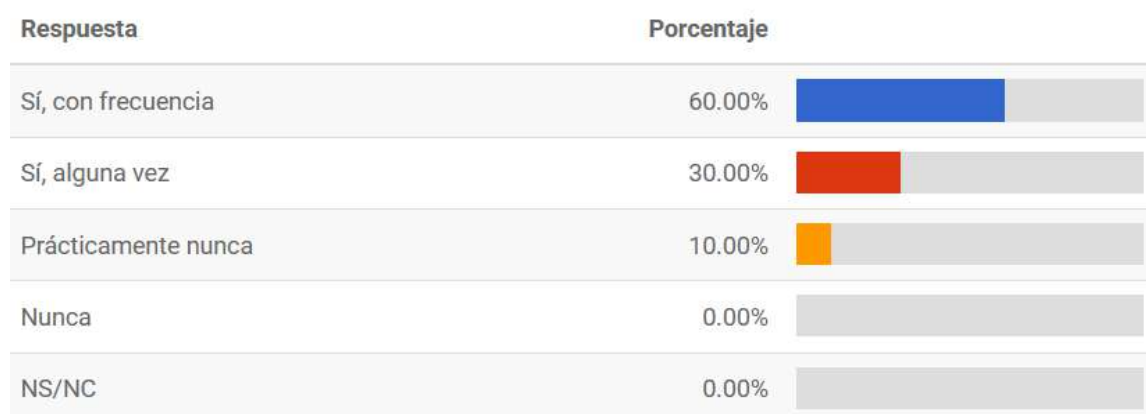 Respuesta Porcentaje
Sí, con frecuencia 60.00%
Sí, alguna vez 30.00%
Prácticamente nunca 10.00%
Nunca 0.00%
NS/NC 0.00%